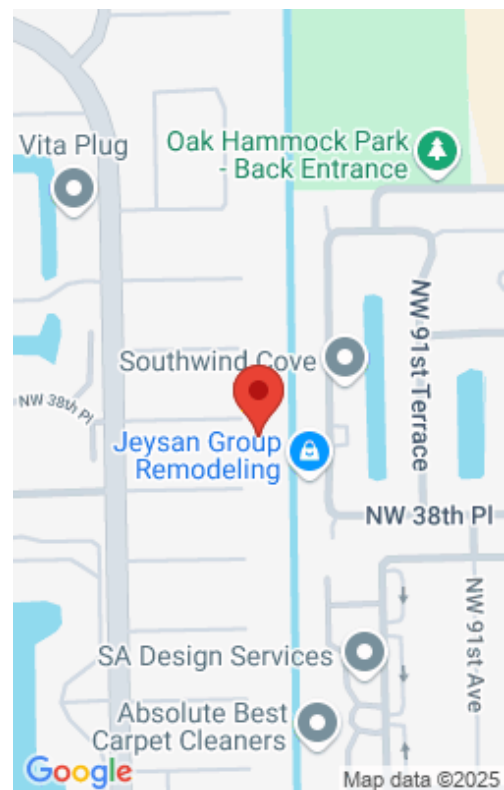 Vita Plug
Oak Hammock Park
- Back Entrance
NW 91st Terrace
Southwind Cove
NW 38th Pl
Jeysan Group
Remodeling
NW 38th Pl
NW 91st Ave
SA Design Services
Absolute Best
Carpet Cleaners
Google
Map data ©2025